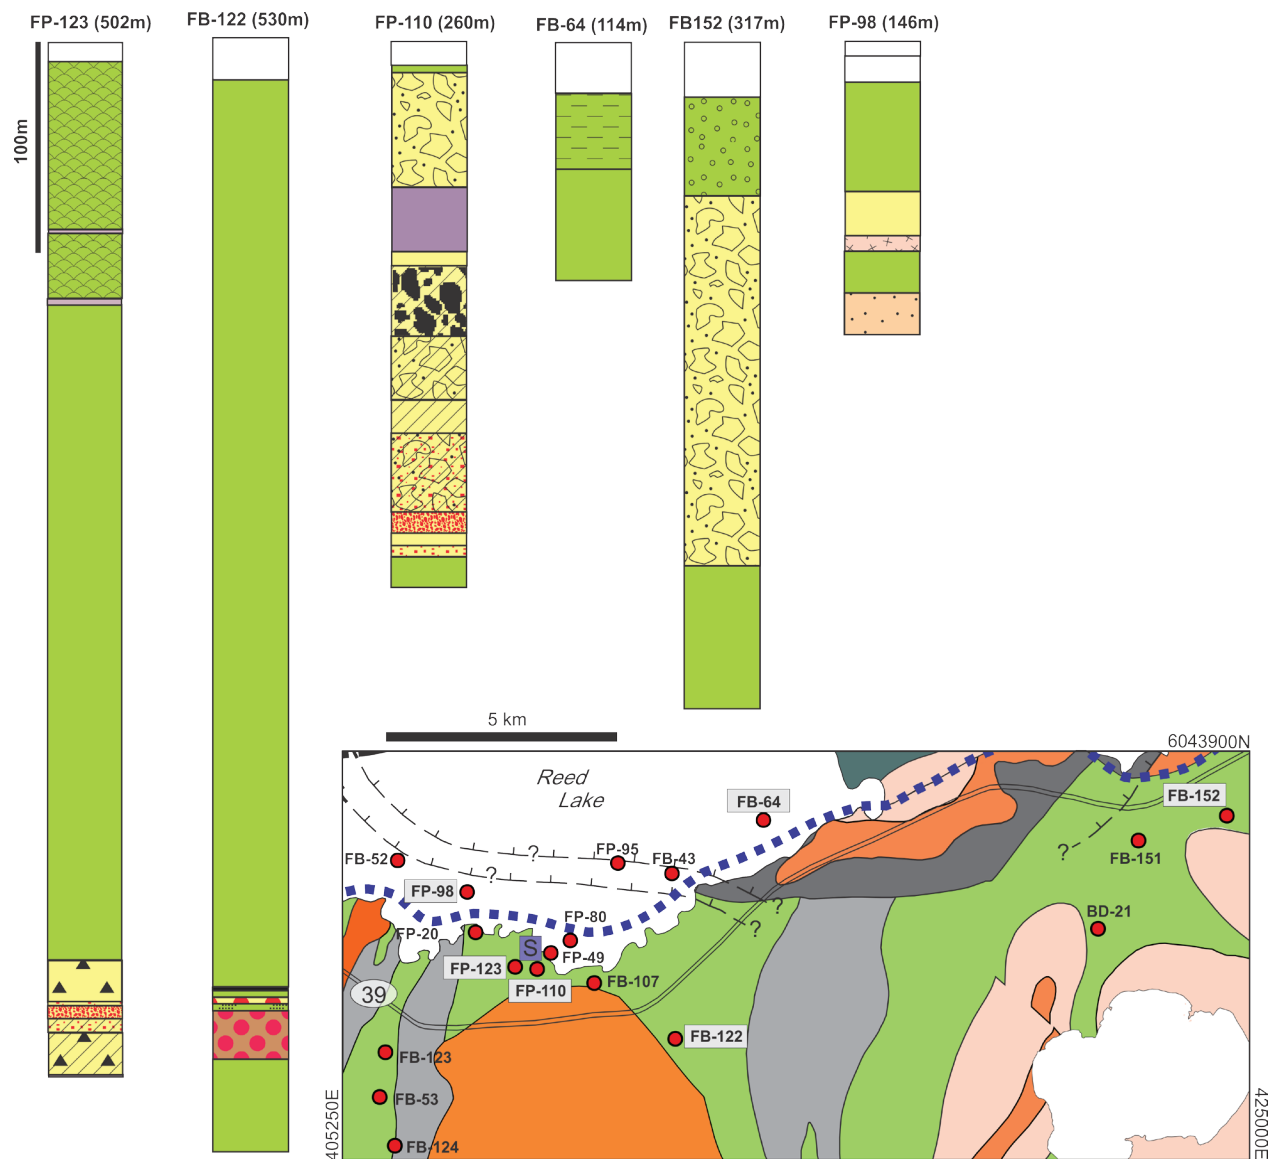 FP-123 (502m)
FB-122 (530m)
FP-110 (260m)
FB-64 (114m)
FB152 (317m)
FP-98 (146m)
100m
5 km
6043900N
Reed
Lake
FB-64
FB-152
FB-52
FP-95
FB-43
FB-151
?
?
?
?
?
FP-98
FP-80
BD-21
FP-20
S
FP-49
FP-123
FP-110
FB-107
39
FB-122
FB-123
FB-53
FB-124
405250E
425000E